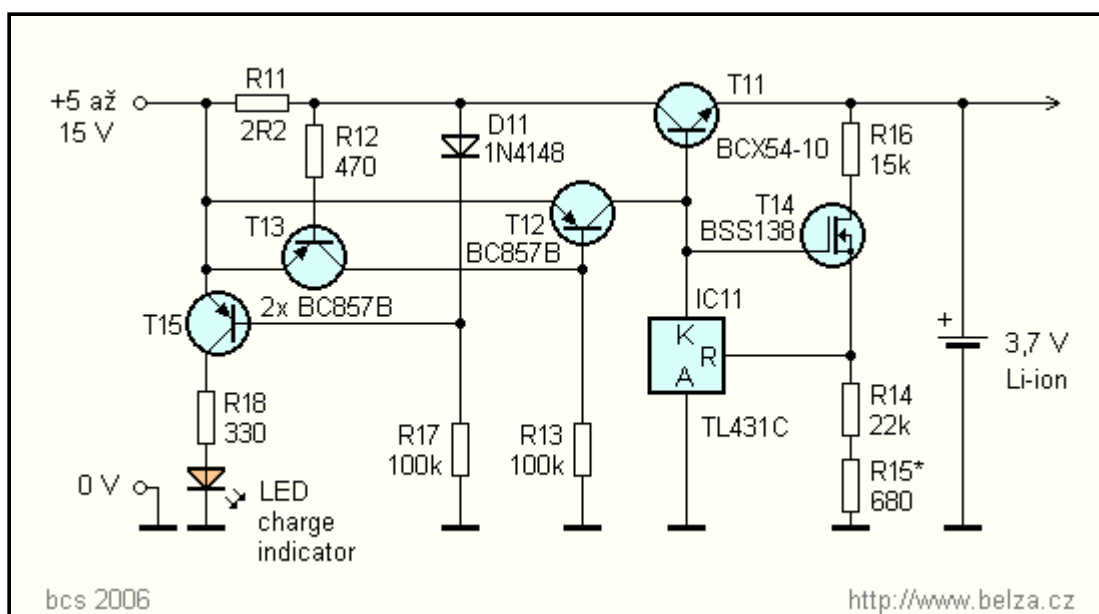 +5 až
15 V
R11
2R2
R12
470
D11
1N4148
T11
BCX54-10
R16
15k
T13
T12
BC857B
T14
BSS138
T15
2x BC857B
IC11
K
R
A
TL431C
+
3,7 V
Li-ion
R18
330
R17
100k
R13
100k
R14
22k
R15*
680
0 V
LED
charge
indicator
bcs 2006
http://www.belza.cz